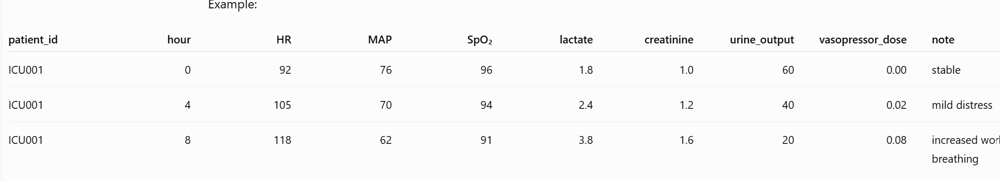 Example:
patient_id hour HR MAP SpO₂ lactate creatinine urine_output vasopressor_dose note
ICU001 0 92 76 96 1.8 1.0 60 0.00 stable
ICU001 4 105 70 94 2.4 1.2 40 0.02 mild distress
ICU001 8 118 62 91 3.8 1.6 20 0.08 increased
breathing